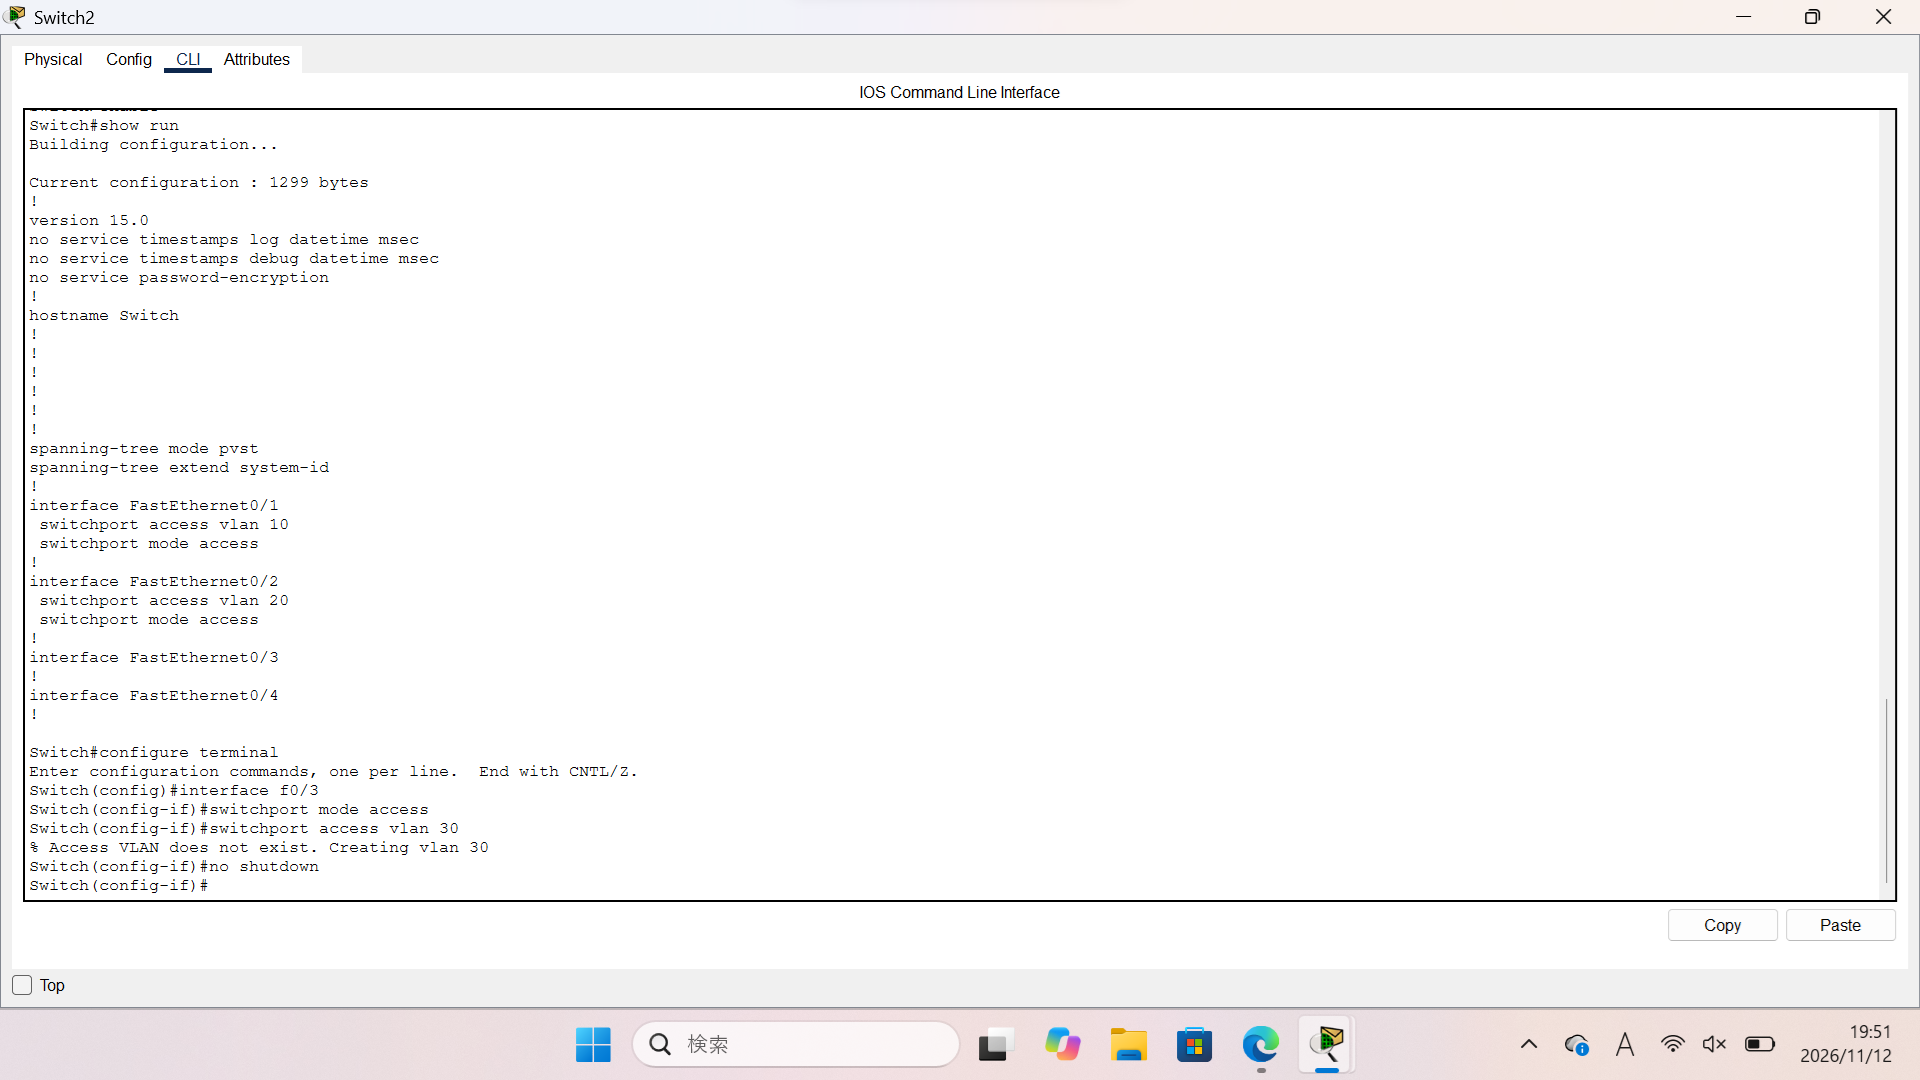 Switch2
Physical Config CLI Attributes
IOS Command Line Interface
Switch#show run
Building configuration...
Current configuration : 1299 bytes
!
version 15.0
no service timestamps log datetime msec
no service timestamps debug datetime msec
no service password-encryption
!
hostname Switch
!
!
!
!
!
!
spanning-tree mode pvst
spanning-tree extend system-id
!
interface FastEthernet0/1
switchport access vlan 10
switchport mode access
!
interface FastEthernet0/2
switchport access vlan 20
switchport mode access
!
interface FastEthernet0/3
!
interface FastEthernet0/4
!
Switch#configure terminal
Enter configuration commands, one per line.  End with CNTL/Z.
Switch(config)#interface f0/3
Switch(config-if)#switchport mode access
Switch(config-if)#switchport access vlan 30
% Access VLAN does not exist. Creating vlan 30
Switch(config-if)#no shutdown
Switch(config-if)#
Copy Paste
Top
検索
A
19:51
2026/11/12